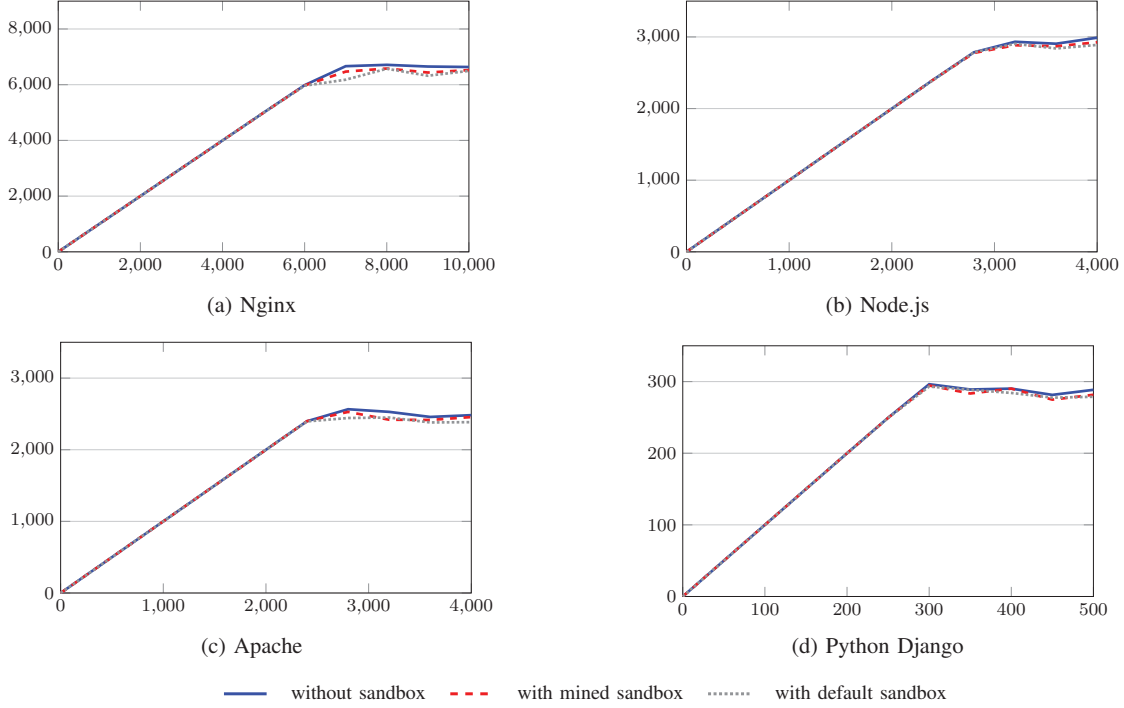 8,000
6,000
4,000
2,000
0
0 2,000 4,000 6,000 8,000 10,000
(a) Nginx
3,000
2,000
1,000
0
0 1,000 2,000 3,000 4,000
(b) Node.js
3,000
2,000
1,000
0
0 1,000 2,000 3,000 4,000
(c) Apache
300
200
100
0
0 100 200 300 400 500
(d) Python Django
without sandbox with mined sandbox with default sandbox